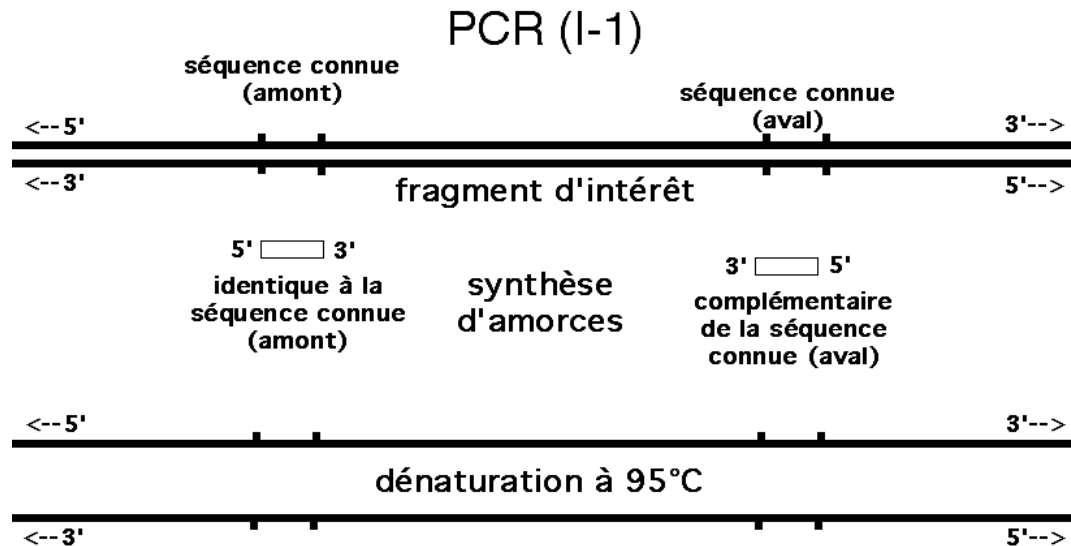 PCR (I-1)
séquence connue
(amont)
séquence connue
(aval)
<--5'
3'-->
<--3'
5'-->
fragment d'intérêt
5' 3'
identique à la
séquence connue
(amont)
synthèse
d'amorces
3' 5'
complémentaire
de la séquence
connue (aval)
<--5'
3'-->
dénaturation à 95°C
<--3'
5'-->